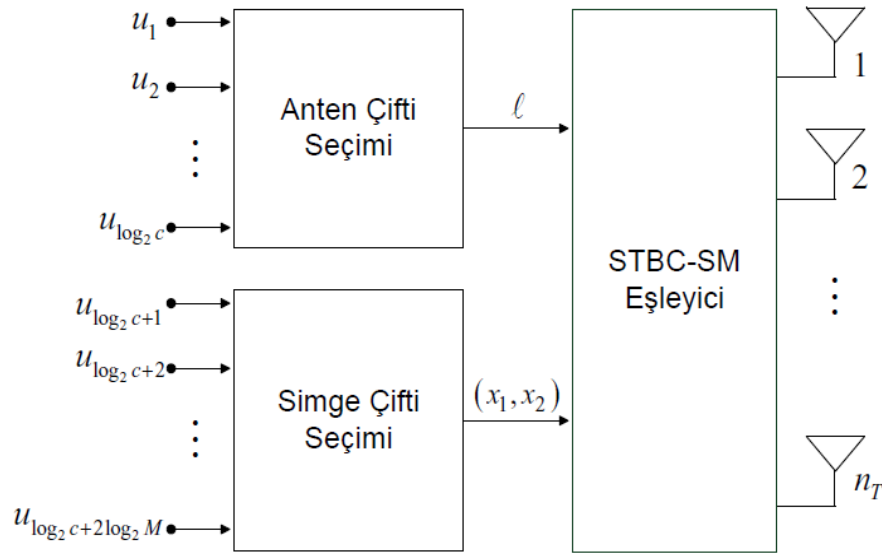 u₁
u₂
⋮
u_{log₂ c}
Anten Çifti
Seçimi
ℓ
u_{log₂ c+1}
u_{log₂ c+2}
⋮
u_{log₂ c+2log₂ M}
Simge Çifti
Seçimi
(x₁, x₂)
STBC-SM
Eşleyici
1
2
⋮
n_T